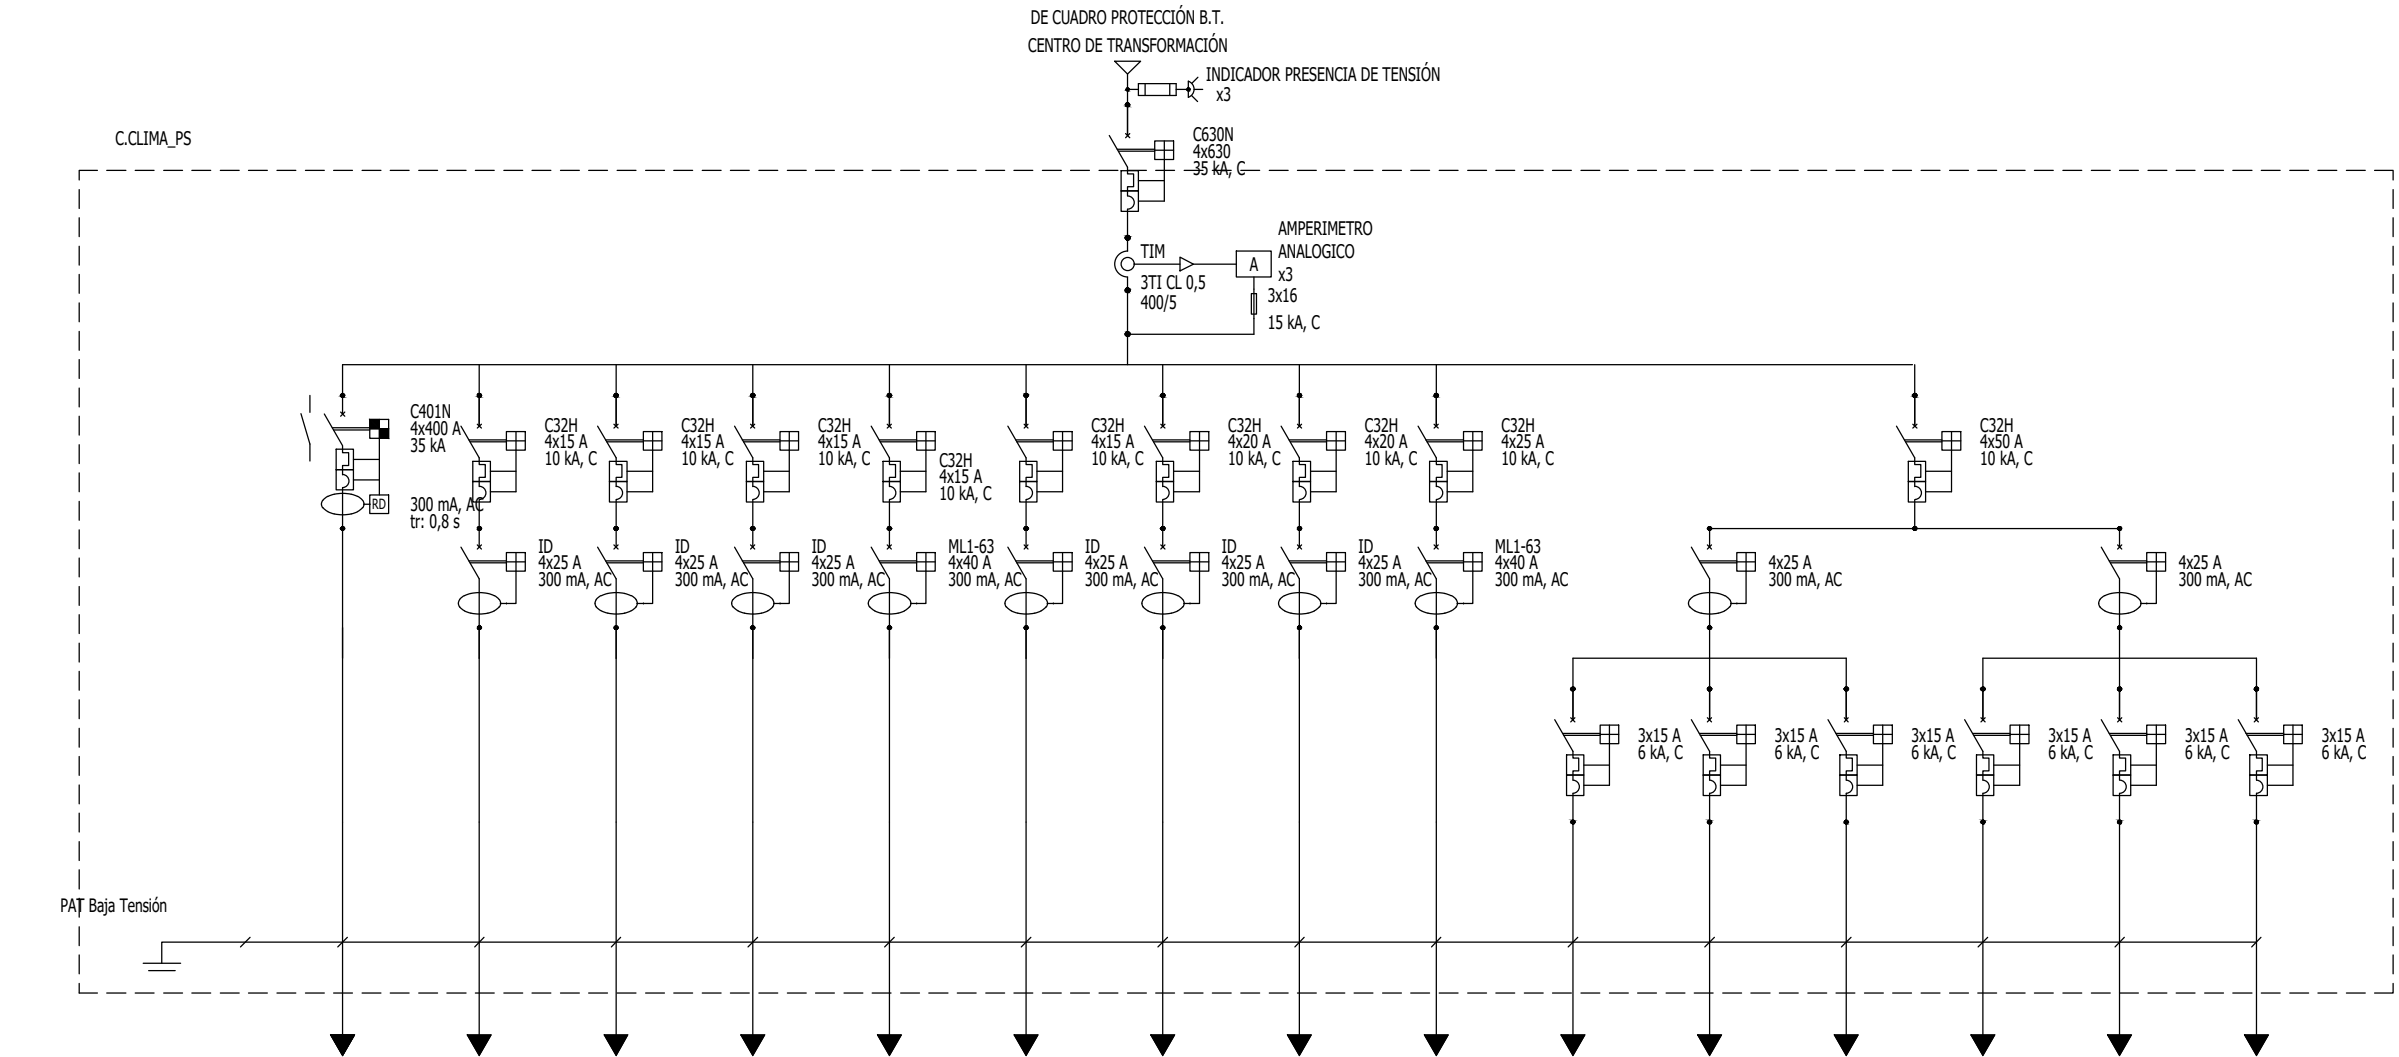 DE CUADRO PROTECCIÓN B.T.
CENTRO DE TRANSFORMACIÓN
INDICADOR PRESENCIA DE TENSIÓN
x3
C.CLIMA_PS
C630N
4x630
35 kA, C
AMPERIMETRO
ANALOGICO
x3
TIM
A
3TI CL 0,5
400/5
3x16
15 kA, C
C401N
4x400 A
35 kA
RD
300 mA, AC
tr: 0,8 s
C32H
4x15 A
10 kA, C
C32H
4x15 A
10 kA, C
C32H
4x15 A
10 kA, C
C32H
4x15 A
10 kA, C
C32H
4x15 A
10 kA, C
C32H
4x20 A
10 kA, C
C32H
4x20 A
10 kA, C
C32H
4x25 A
10 kA, C
C32H
4x50 A
10 kA, C
ID
4x25 A
300 mA, AC
ID
4x25 A
300 mA, AC
ID
4x25 A
300 mA, AC
ML1-63
4x40 A
300 mA, AC
ID
4x25 A
300 mA, AC
ID
4x25 A
300 mA, AC
ID
4x25 A
300 mA, AC
ML1-63
4x40 A
300 mA, AC
4x25 A
300 mA, AC
4x25 A
300 mA, AC
3x15 A
6 kA, C
3x15 A
6 kA, C
3x15 A
6 kA, C
3x15 A
6 kA, C
3x15 A
6 kA, C
3x15 A
6 kA, C
PAT Baja Tensión